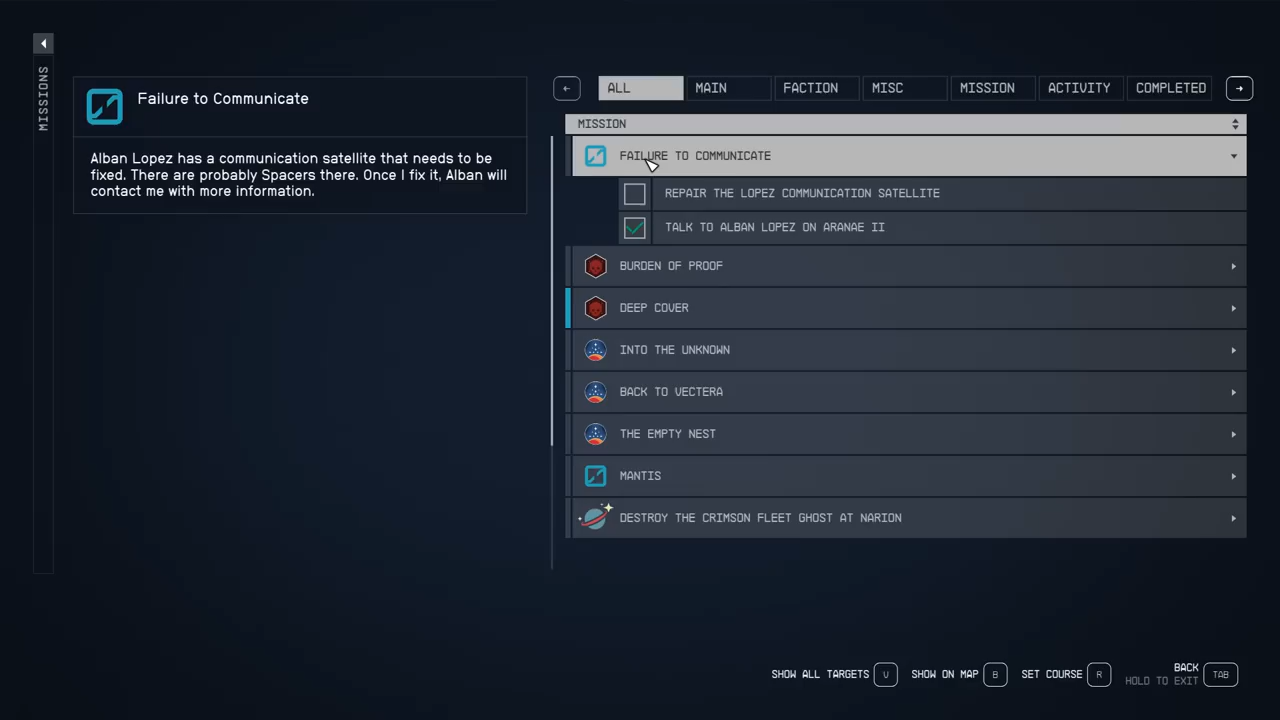 MISSIONS
Failure to Communicate
Alban Lopez has a communication satellite that needs to be
fixed. There are probably Spacers there. Once I fix it, Alban will
contact me with more information.
ALL
MAIN
FACTION
MISC
MISSION
ACTIVITY
COMPLETED
MISSION
FAILURE TO COMMUNICATE
REPAIR THE LOPEZ COMMUNICATION SATELLITE
TALK TO ALBAN LOPEZ ON ARANAE II
BURDEN OF PROOF
DEEP COVER
INTO THE UNKNOWN
BACK TO VECTERA
THE EMPTY NEST
MANTIS
DESTROY THE CRIMSON FLEET GHOST AT NARION
SHOW ALL TARGETS V
SHOW ON MAP B
SET COURSE R
BACK
HOLD TO EXIT
TAB